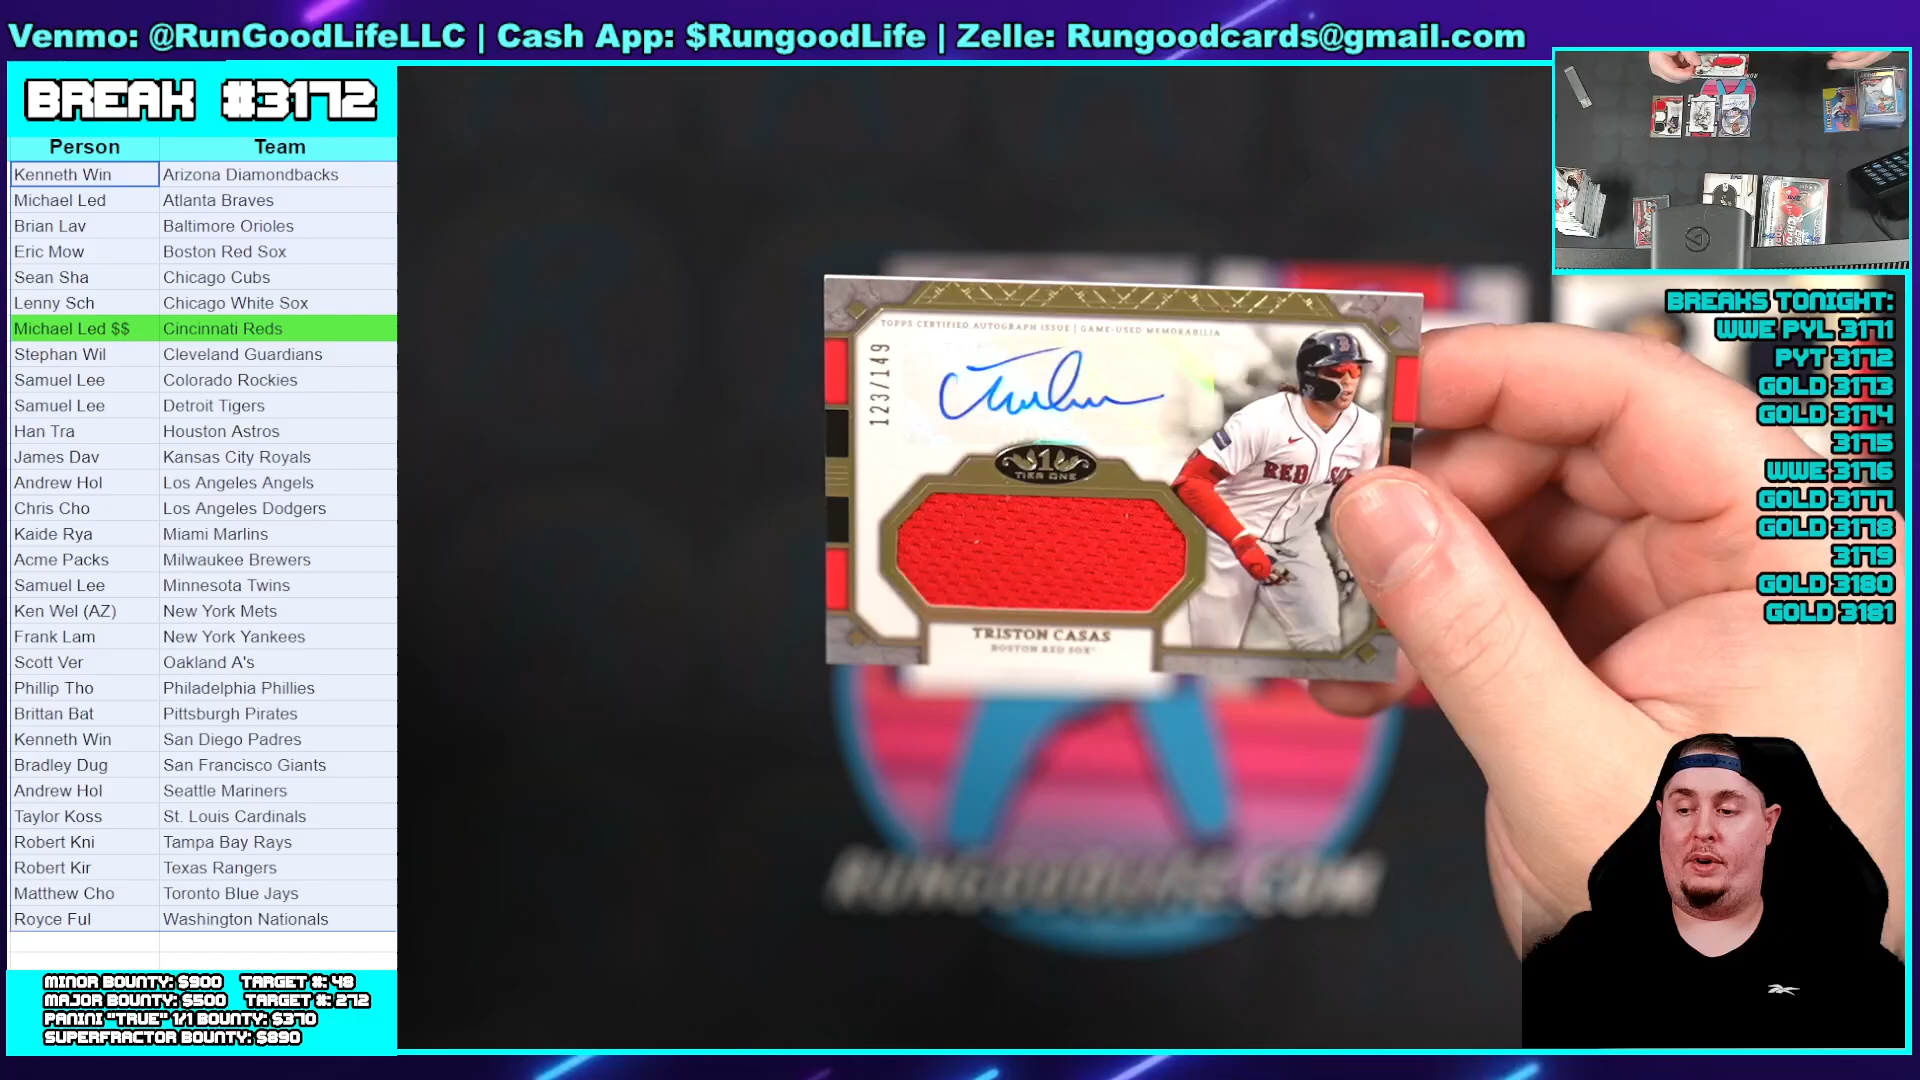 Venmo: @RunGoodLifeLLC | Cash App: $RungoodLife | Zelle: Rungoodcards@gmail.com
BREAK #3172
Person Team
Kenneth Win Arizona Diamondbacks
Michael Led Atlanta Braves
Brian Lav Baltimore Orioles
Eric Mow Boston Red Sox
Sean Sha Chicago Cubs
Lenny Sch Chicago White Sox
Michael Led $$ Cincinnati Reds
Stephan Wil Cleveland Guardians
Samuel Lee Colorado Rockies
Samuel Lee Detroit Tigers
Han Tra Houston Astros
James Dav Kansas City Royals
Andrew Hol Los Angeles Angels
Chris Cho Los Angeles Dodgers
Kaide Rya Miami Marlins
Acme Packs Milwaukee Brewers
Samuel Lee Minnesota Twins
Ken Wel (AZ) New York Mets
Frank Lam New York Yankees
Scott Ver Oakland A's
Phillip Tho Philadelphia Phillies
Brittan Bat Pittsburgh Pirates
Kenneth Win San Diego Padres
Bradley Dug San Francisco Giants
Andrew Hol Seattle Mariners
Taylor Koss St. Louis Cardinals
Robert Kni Tampa Bay Rays
Robert Kir Texas Rangers
Matthew Cho Toronto Blue Jays
Royce Ful Washington Nationals
MINOR BOUNTY: $900 TARGET #: 48
MAJOR BOUNTY: $500 TARGET #: 272
PANINI "TRUE" 1/1 BOUNTY: $370
SUPERFRACTOR BOUNTY: $890
TOPPS CERTIFIED AUTOGRAPH ISSUE | GAME-USED MEMORABILIA
123/149
1
TIER ONE
RED SO
TRISTON CASAS
BOSTON RED SOX
RUNGOODLIFE.COM
BREAKS TONIGHT:
WWE PYL 3171
PYT 3172
GOLD 3173
GOLD 3174
3175
WWE 3176
GOLD 3177
GOLD 3178
3179
GOLD 3180
GOLD 3181